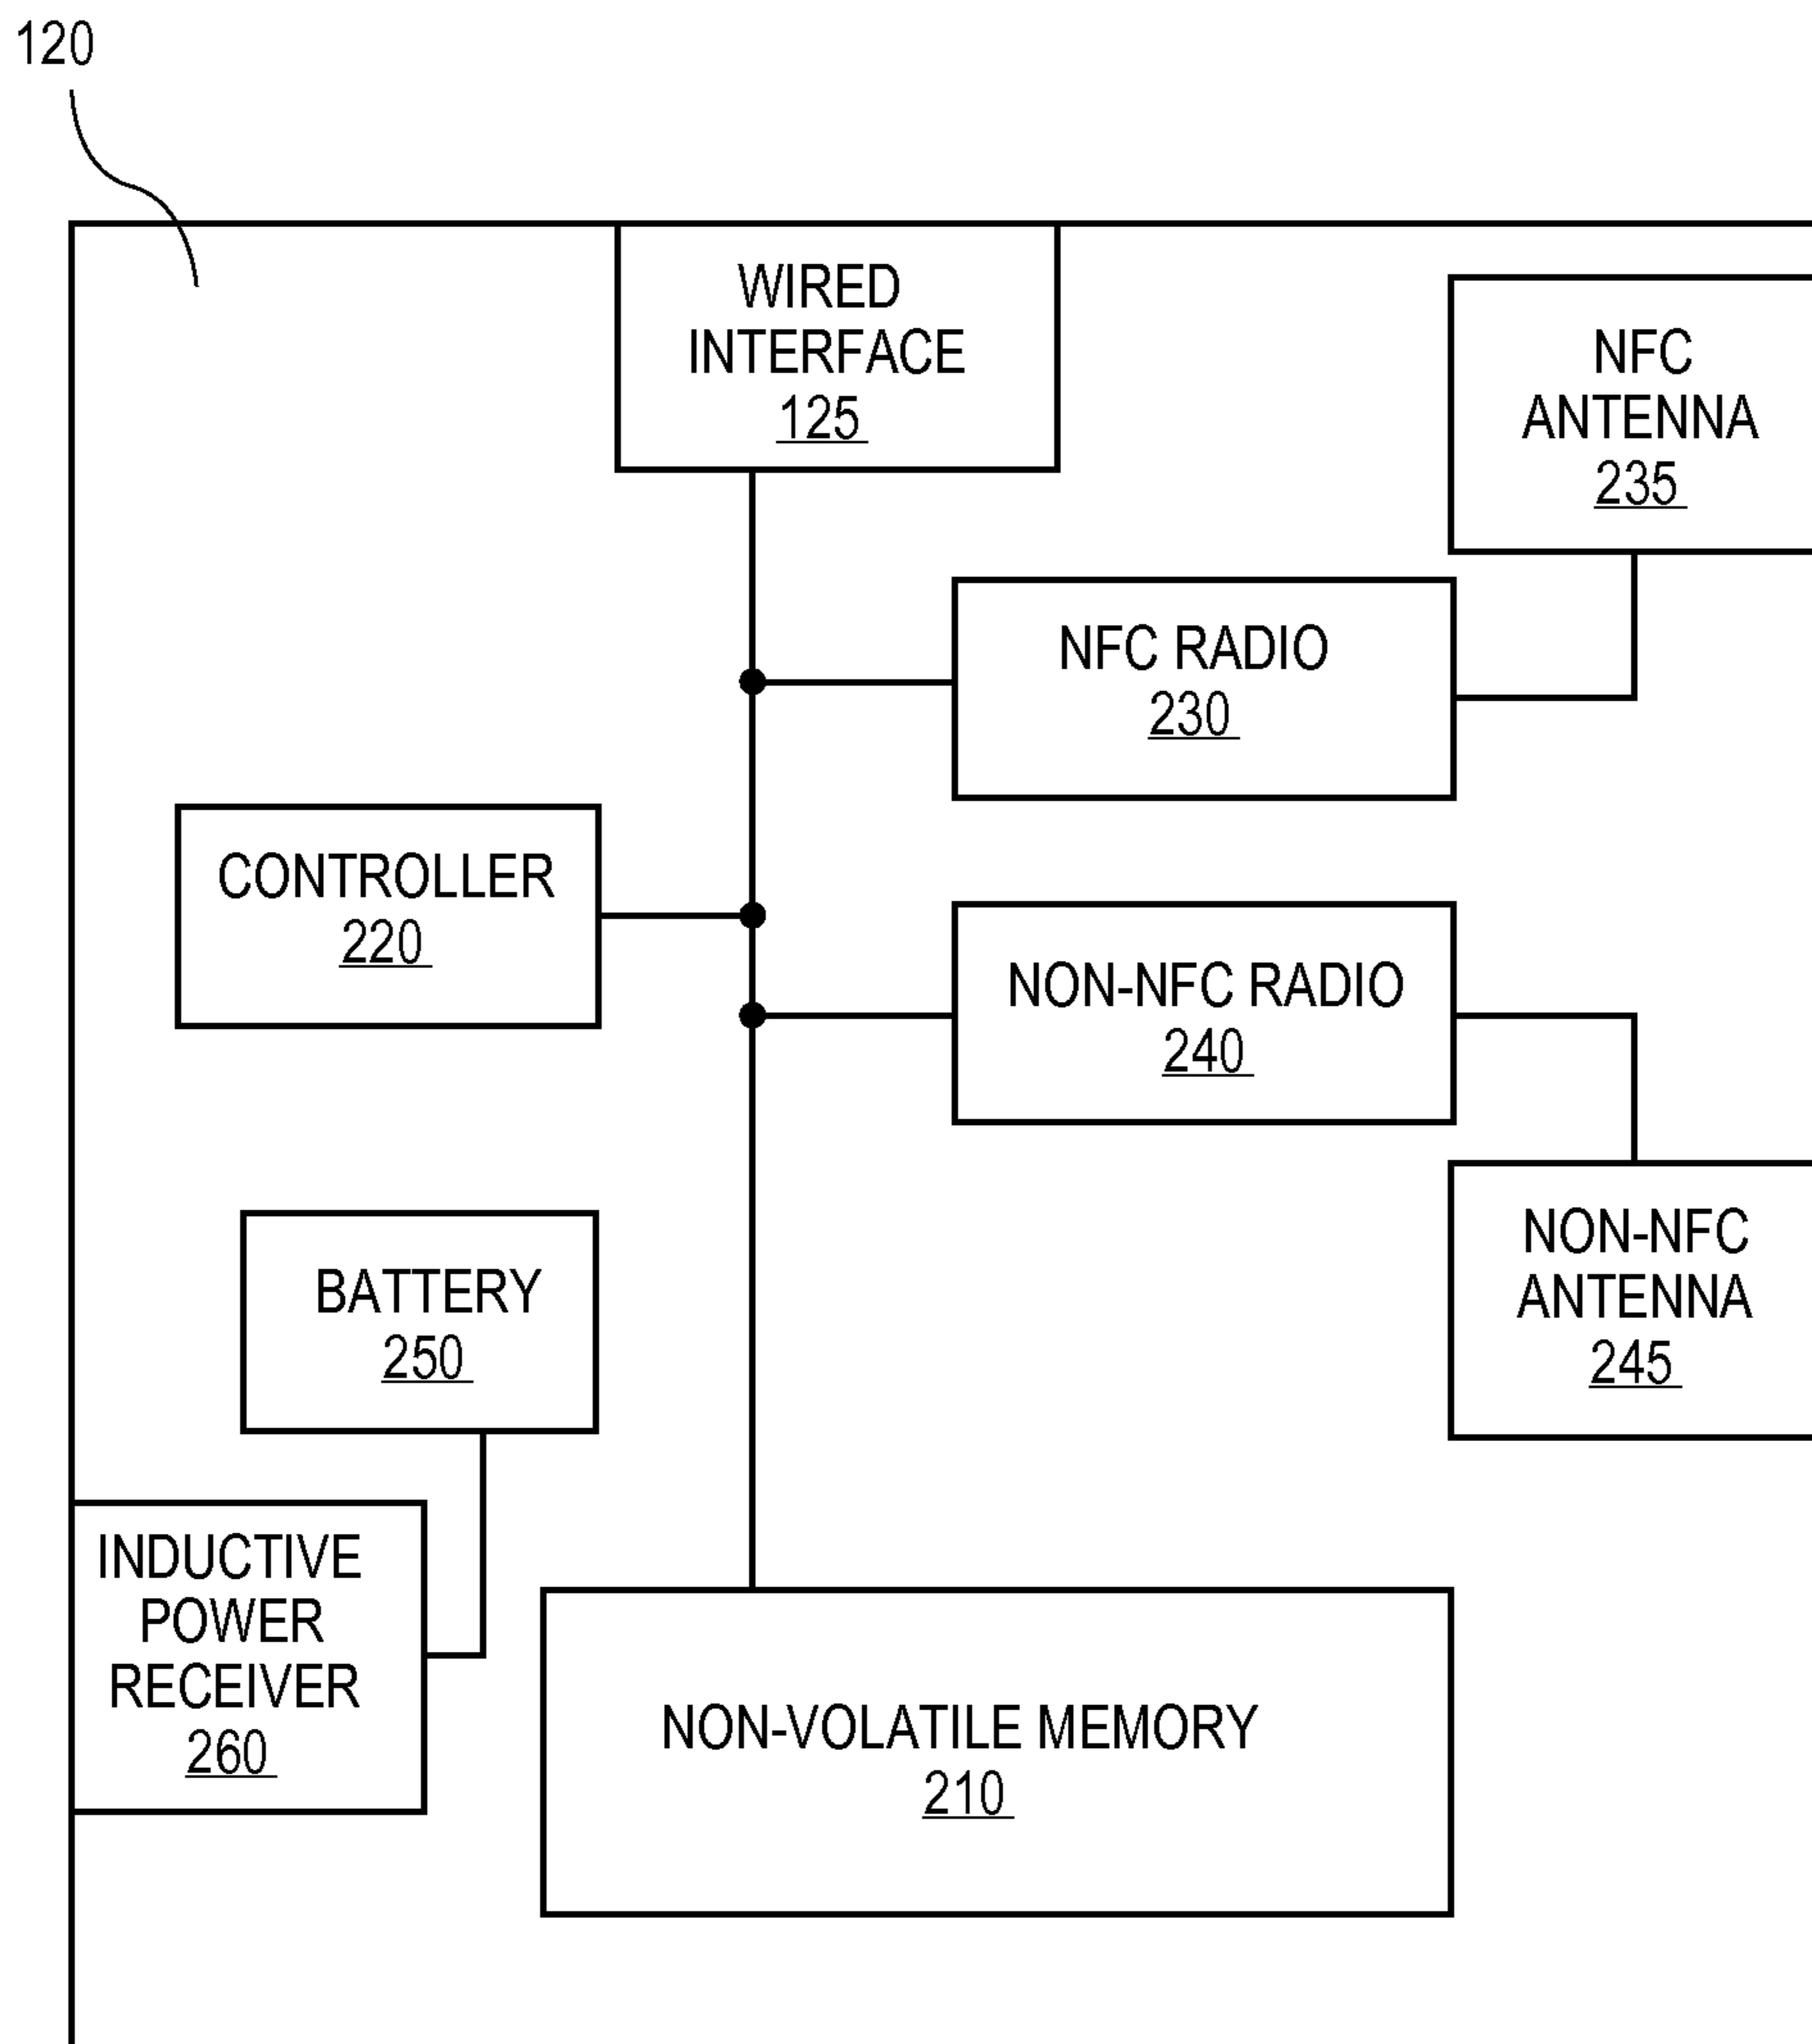 120
WIRED
INTERFACE
125
NFC
ANTENNA
235
NFC RADIO
230
CONTROLLER
220
NON-NFC RADIO
240
NON-NFC
ANTENNA
245
BATTERY
250
INDUCTIVE
POWER
RECEIVER
260
NON-VOLATILE MEMORY
210